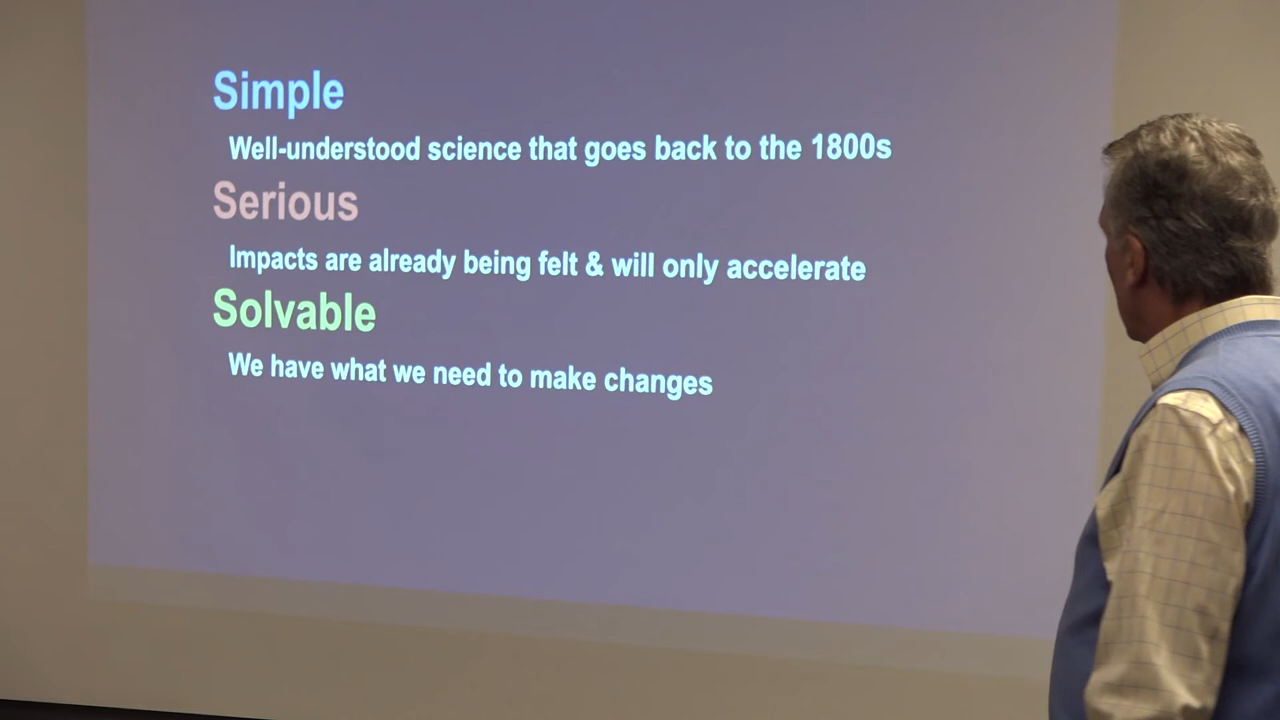 Simple
Well-understood science that goes back to the 1800s
Serious
Impacts are already being felt & will only accelerate
Solvable
We have what we need to make changes